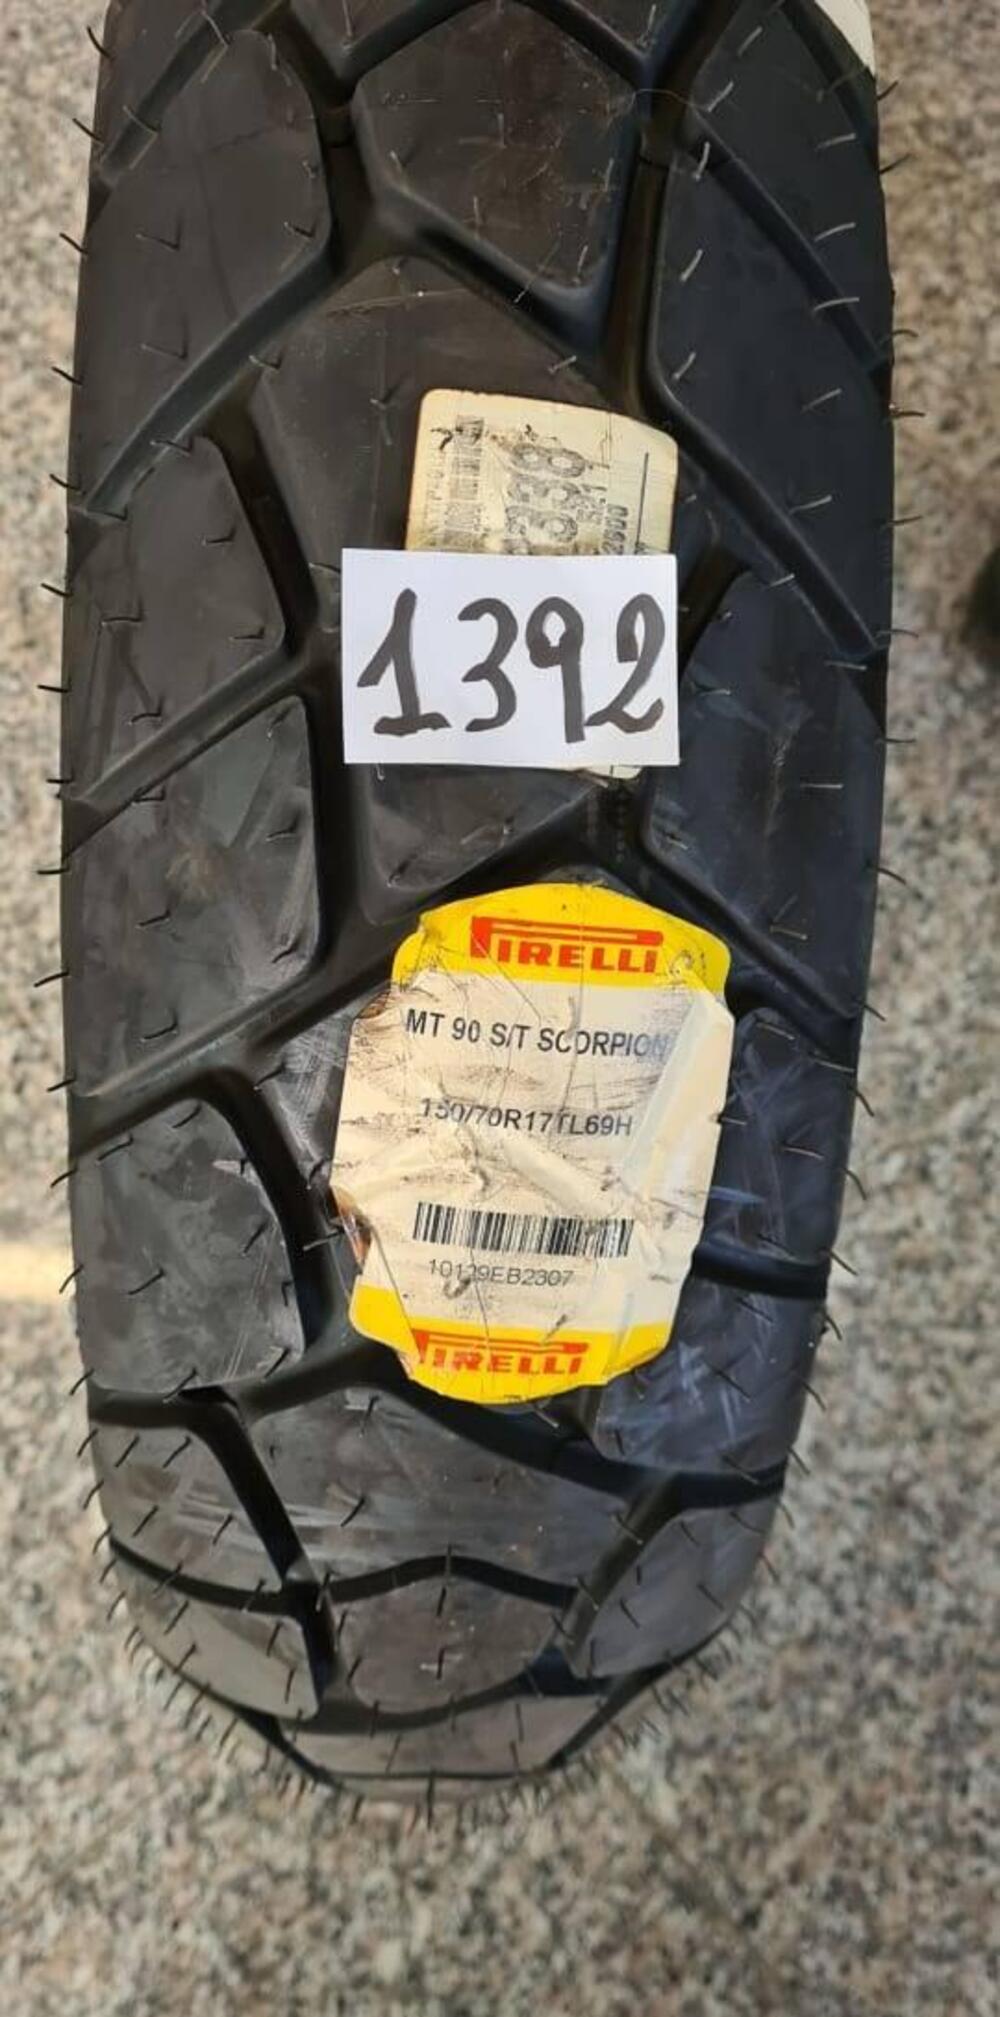 1392
PIRELLI
MT 90 S/T SCORPION
150/70R17TL69H
10129EB2307
PIRELLI